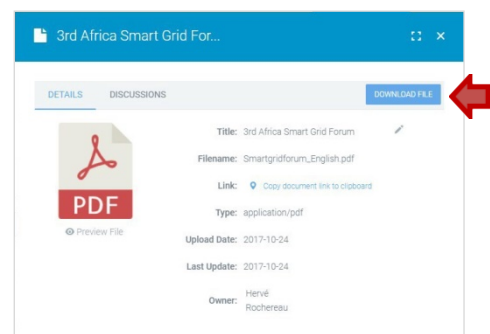 3rd Africa Smart Grid For...
DETAILS DISCUSSIONS DOWNLOAD FILE
PDF
Preview File
Title: 3rd Africa Smart Grid Forum
Filename: Smartgridforum_English.pdf
Link: Copy document link to clipboard
Type: application/pdf
Upload Date: 2017-10-24
Last Update: 2017-10-24
Owner: Hervé
Rochereau